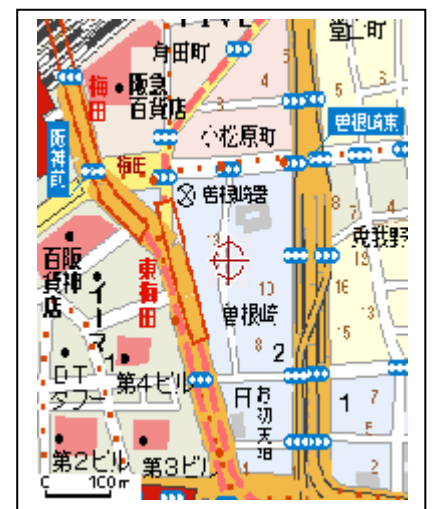 角田町
堂山町
梅田
阪急
百貨店
小松原町
曽根崎東
阪神前
梅田
曽根崎署
兎我野
東梅田
阪神
百貨店
イーマ
曽根崎
2
1
DT
タワー
第4ビル
お初天神
第2ビル
第3ビル
0 100m